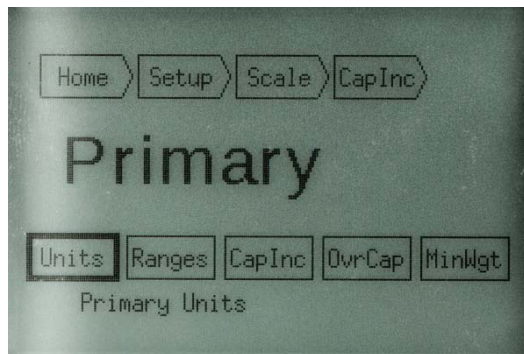 Home Setup Scale CapInc
Primary
Units Ranges CapInc OvrCap MinWgt
Primary Units